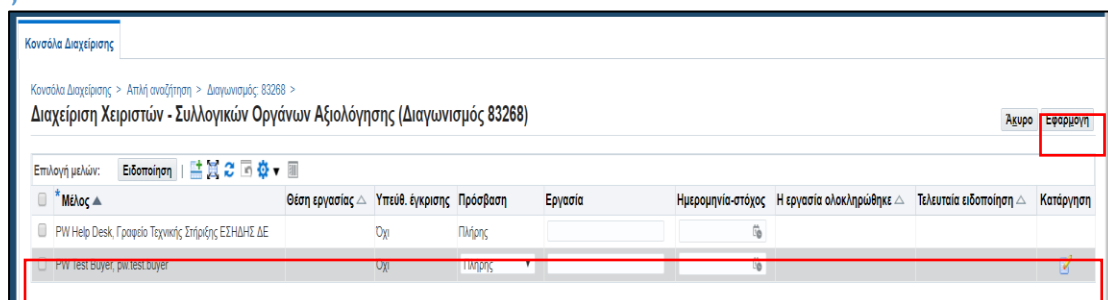 Κονσόλα Διαχείρισης
Κονσόλα Διαχείρισης > Απλή αναζήτηση > Διαγωνισμός: 83268 >
Διαχείριση Χειριστών - Συλλογικών Οργάνων Αξιολόγησης (Διαγωνισμός 83268)
Άκυρο Εφαρμογή
Επιλογή μελών: Ειδοποίηση
*Μέλος Θέση εργασίας Υπεύθ. έγκρισης Πρόσβαση Εργασία Ημερομηνία-στόχος Η εργασία ολοκληρώθηκε Τελευταία ειδοποίηση Κατάργηση
PW Help Desk, Γραφείο Τεχνικής Στήριξης ΕΣΗΔΗΣ ΔΕ Όχι Πλήρης
PW Test Buyer, pw.test.buyer Όχι Πλήρης